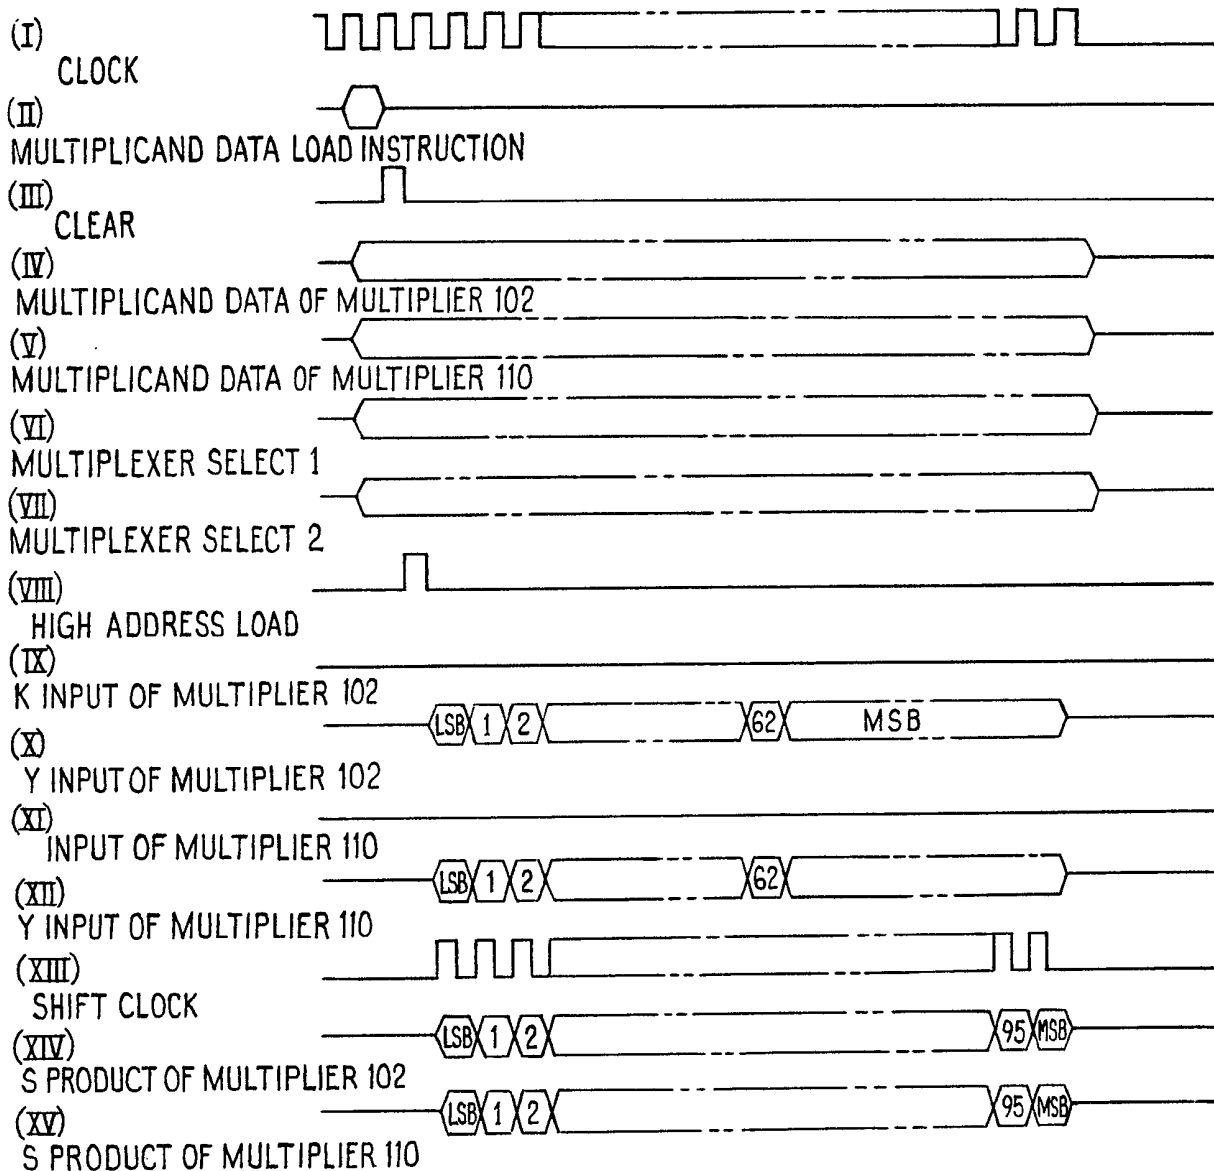 (I)
CLOCK
(II)
MULTIPLICAND DATA LOAD INSTRUCTION
(III)
CLEAR
(IV)
MULTIPLICAND DATA OF MULTIPLIER 102
(V)
MULTIPLICAND DATA OF MULTIPLIER 110
(VI)
MULTIPLEXER SELECT 1
(VII)
MULTIPLEXER SELECT 2
(VIII)
HIGH ADDRESS LOAD
(IX)
K INPUT OF MULTIPLIER 102
LSB 1 2 62 MSB
(X)
Y INPUT OF MULTIPLIER 102
(XI)
INPUT OF MULTIPLIER 110
LSB 1 2 62
(XII)
Y INPUT OF MULTIPLIER 110
(XIII)
SHIFT CLOCK
LSB 1 2 95 MSB
(XIV)
S PRODUCT OF MULTIPLIER 102
LSB 1 2 95 MSB
(XV)
S PRODUCT OF MULTIPLIER 110